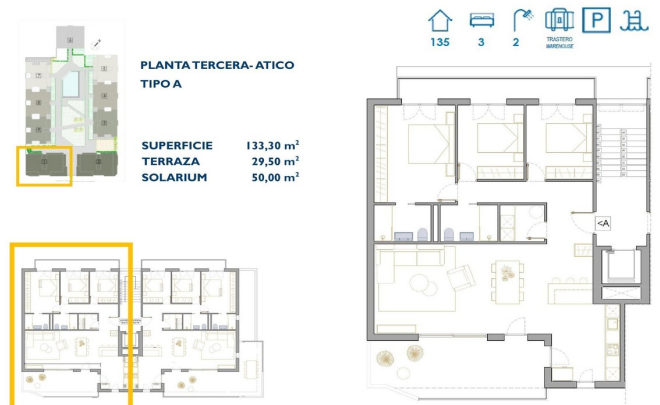 135
3
2
TRASTERO
WAREHOUSE
P
PLANTA TERCERA- ATICO
TIPO A
SUPERFICIE 133,30 m²
TERRAZA 29,50 m²
SOLARIUM 50,00 m²
<A